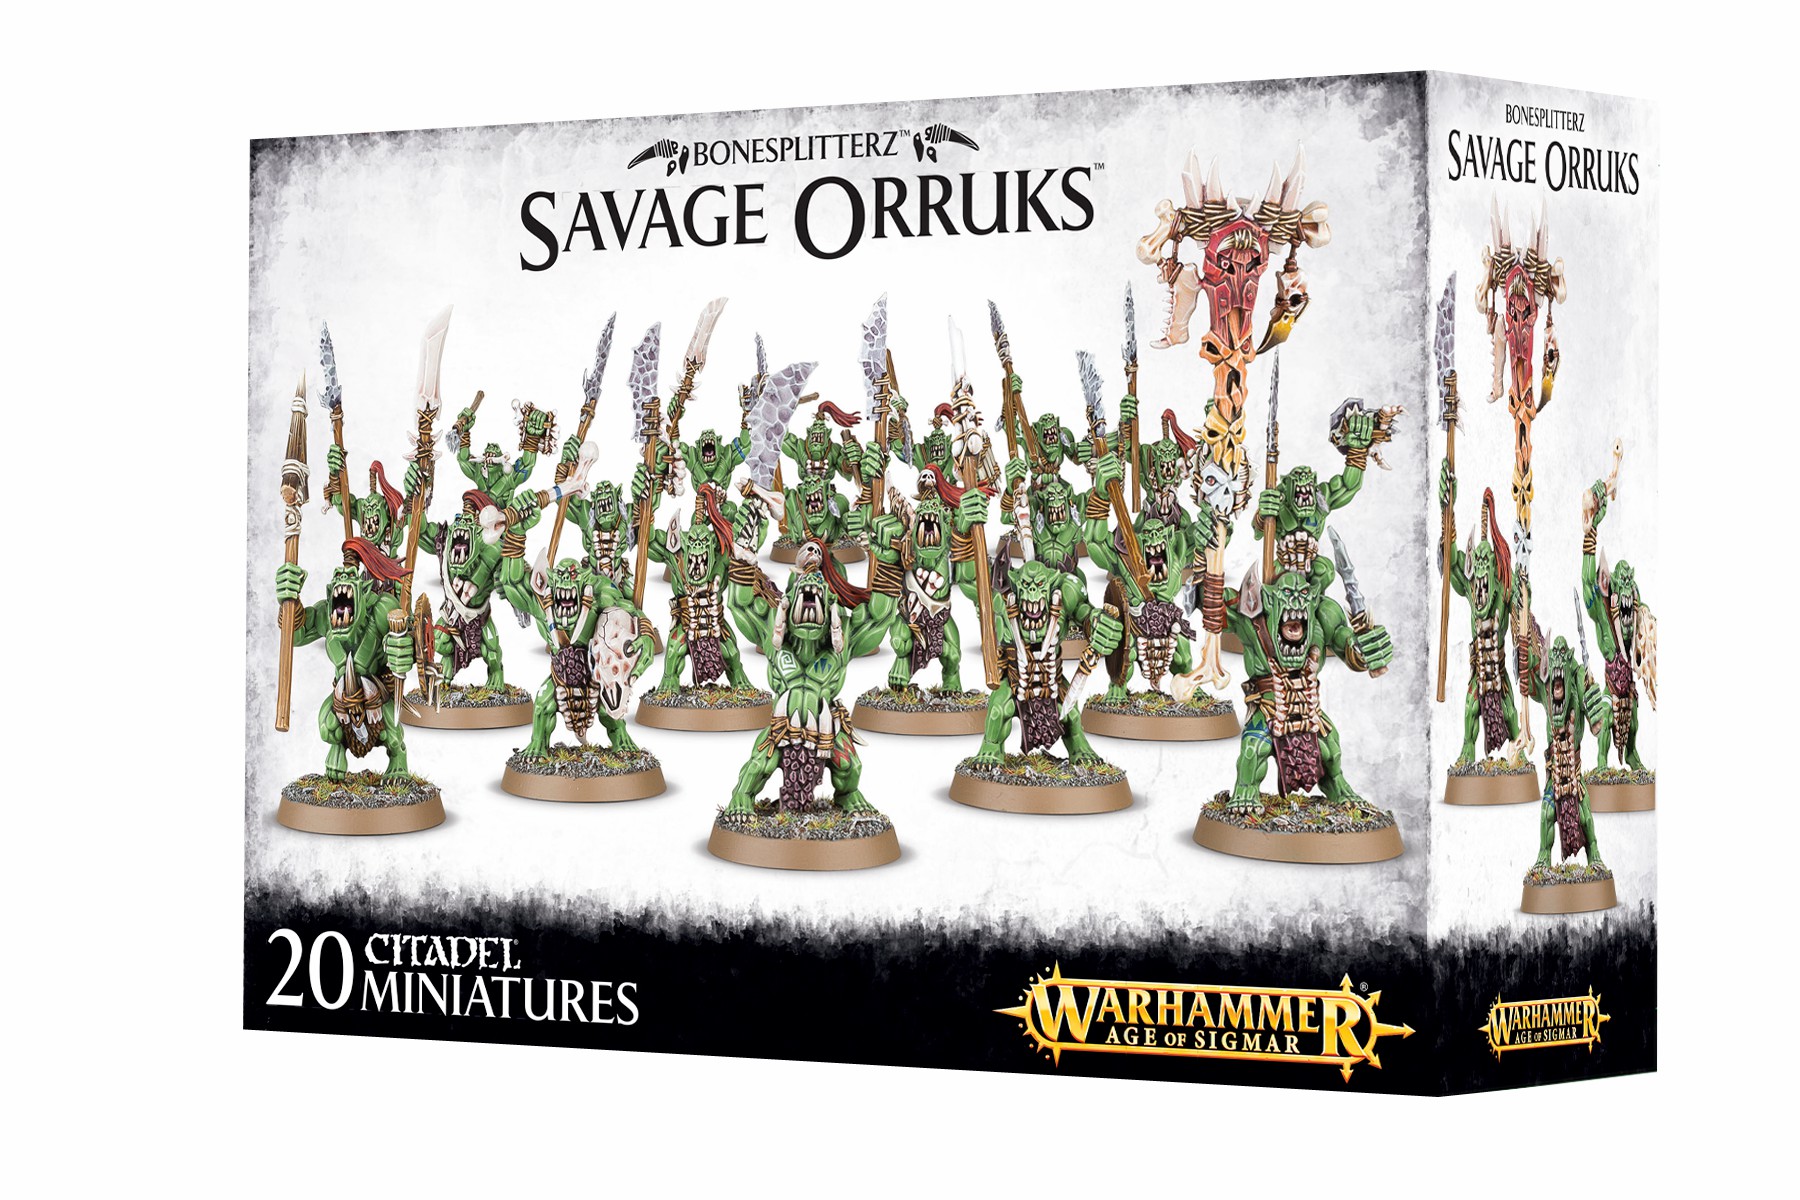 BONESPLITTERZ™
SAVAGE ORRUKS™
20 CITADEL
MINIATURES
WARHAMMER®
AGE OF SIGMAR
BONESPLITTERZ
SAVAGE ORRUKS
WARHAMMER
AGE OF SIGMAR